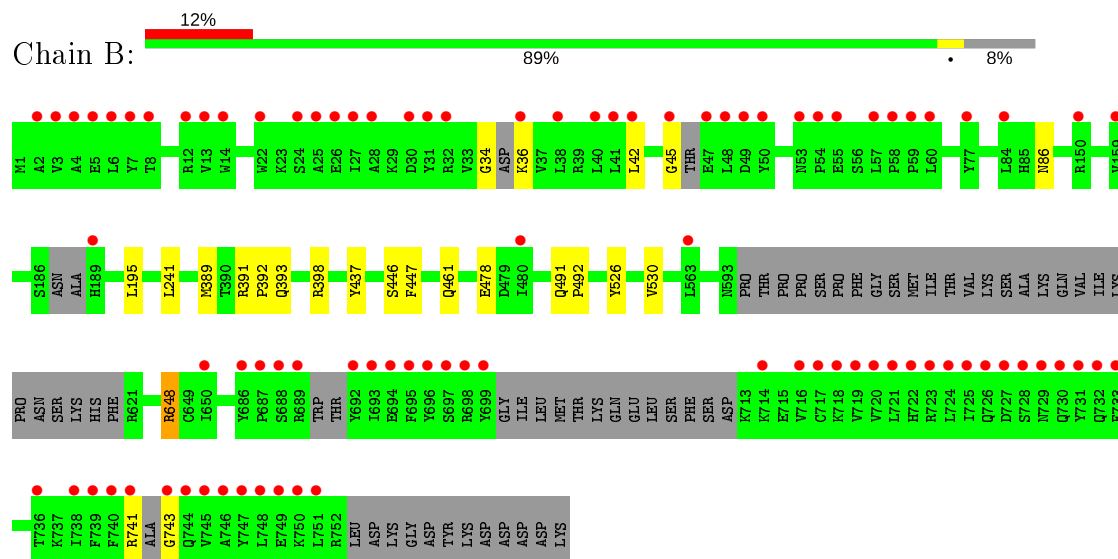 12%
Chain B:
89% • 8%
M1 A2 V3 A4 E5 L6 Y7 T8 R12 V13 W14 W22 K23 S24 A25 E26 I27 A28 K29 D30 Y31 R32 V33 G34 ASP K36 V37 L38 R39 L40 L41 L42 G45 THR E47 L48 D49 Y50 N53 P54 E55 S56 L57 P58 P59 L60 Y77 L84 H85 N86 R150
S186 ASN ALA H189 L195 L241 M389 T390 R391 P392 Q393 R398 Y437 S446 F447 Q461 E478 D479 I480 Q491 P492 Y526 V530 L563 N593 PRO THR PRO PRO SER PRO PHE GLY SER MET ILE THR VAL LYS SER ALA LYS GLN VAL ILE LYS
PRO ASN SER LYS HIS PHE R621 R648 C649 I650 Y686 P687 S688 R689 TRP THR Y692 I693 E694 F695 Y696 S697 R698 Y699 GLY ILE LEU MET THR LYS GLN GLU LEU SER PHE SER ASP K713 K714 E715 V716 C717 K718 V719 V720 L721 H722 R723 L724 I725 Q726 D727 S728 N729 Q730 Y731 Q732
T736 K737 I738 F739 F740 R741 ALA G743 Q744 V745 A746 Y747 L748 E749 K750 L751 R752 LEU ASP LYS GLY ASP TYR LYS ASP ASP ASP ASP LYS